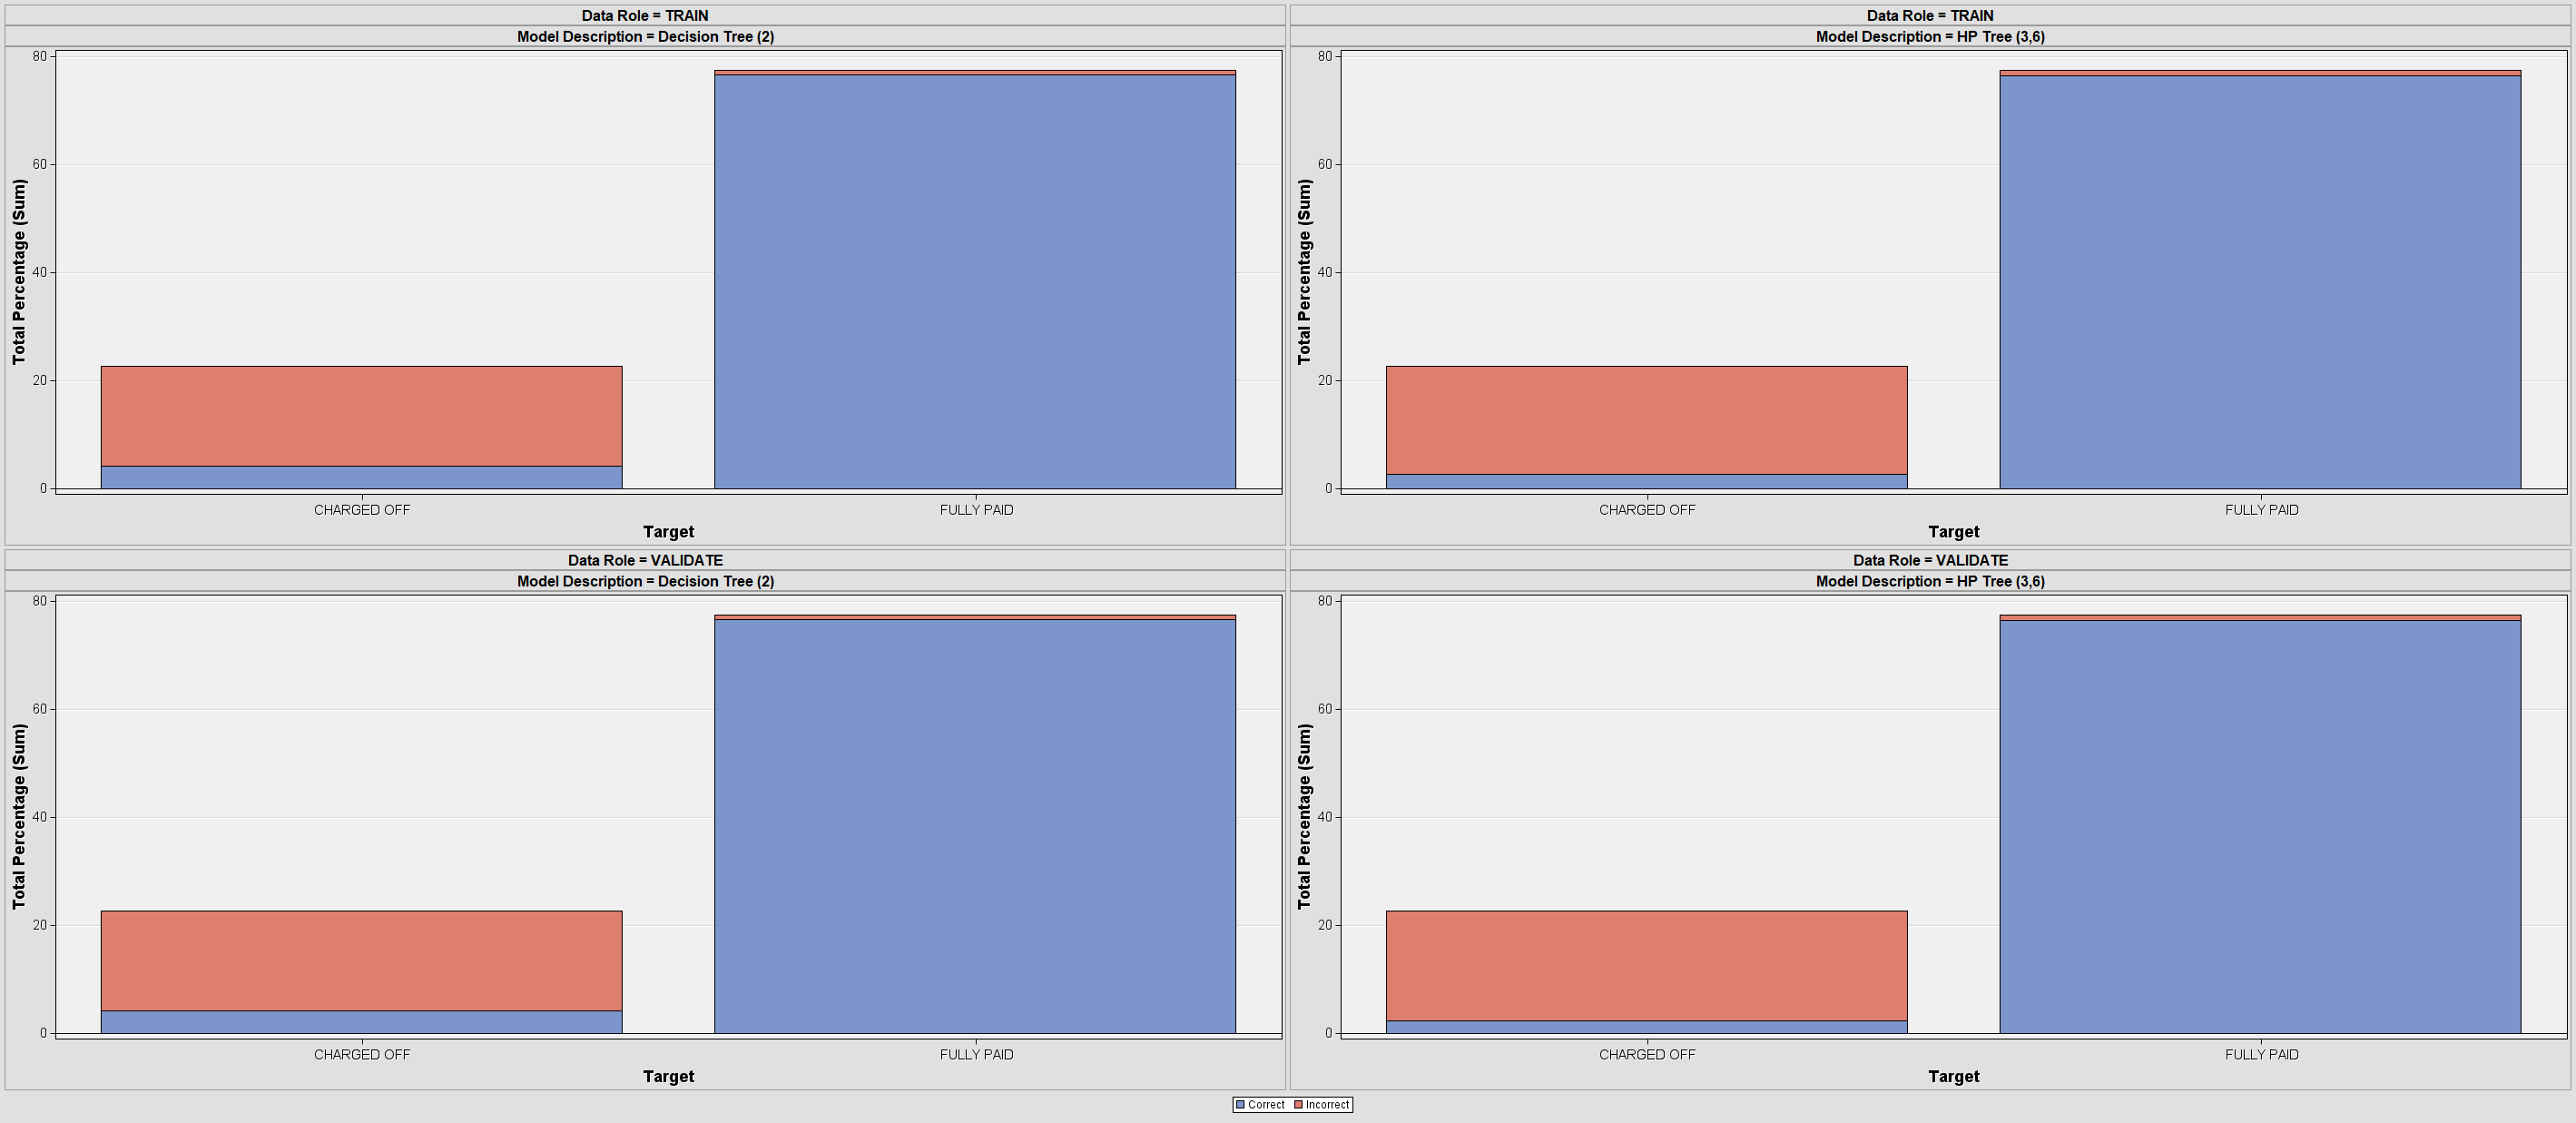 Data Role = TRAIN
Model Description = Decision Tree (2)
80
60
40
20
0
Total Percentage (Sum)
CHARGED OFF
FULLY PAID
Target
Data Role = TRAIN
Model Description = HP Tree (3,6)
80
60
40
20
0
Total Percentage (Sum)
CHARGED OFF
FULLY PAID
Target
Data Role = VALIDATE
Model Description = Decision Tree (2)
80
60
40
20
0
Total Percentage (Sum)
CHARGED OFF
FULLY PAID
Target
Data Role = VALIDATE
Model Description = HP Tree (3,6)
80
60
40
20
0
Total Percentage (Sum)
CHARGED OFF
FULLY PAID
Target
Correct Incorrect